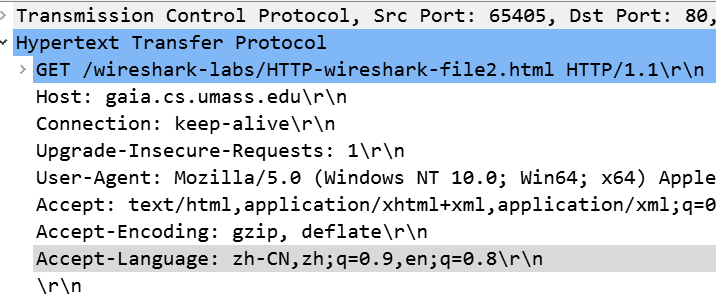 Transmission Control Protocol, Src Port: 65405, Dst Port: 80,
Hypertext Transfer Protocol
GET /wireshark-labs/HTTP-wireshark-file2.html HTTP/1.1\r\n
Host: gaia.cs.umass.edu\r\n
Connection: keep-alive\r\n
Upgrade-Insecure-Requests: 1\r\n
User-Agent: Mozilla/5.0 (Windows NT 10.0; Win64; x64) Apple
Accept: text/html,application/xhtml+xml,application/xml;q=0
Accept-Encoding: gzip, deflate\r\n
Accept-Language: zh-CN,zh;q=0.9,en;q=0.8\r\n
\r\n